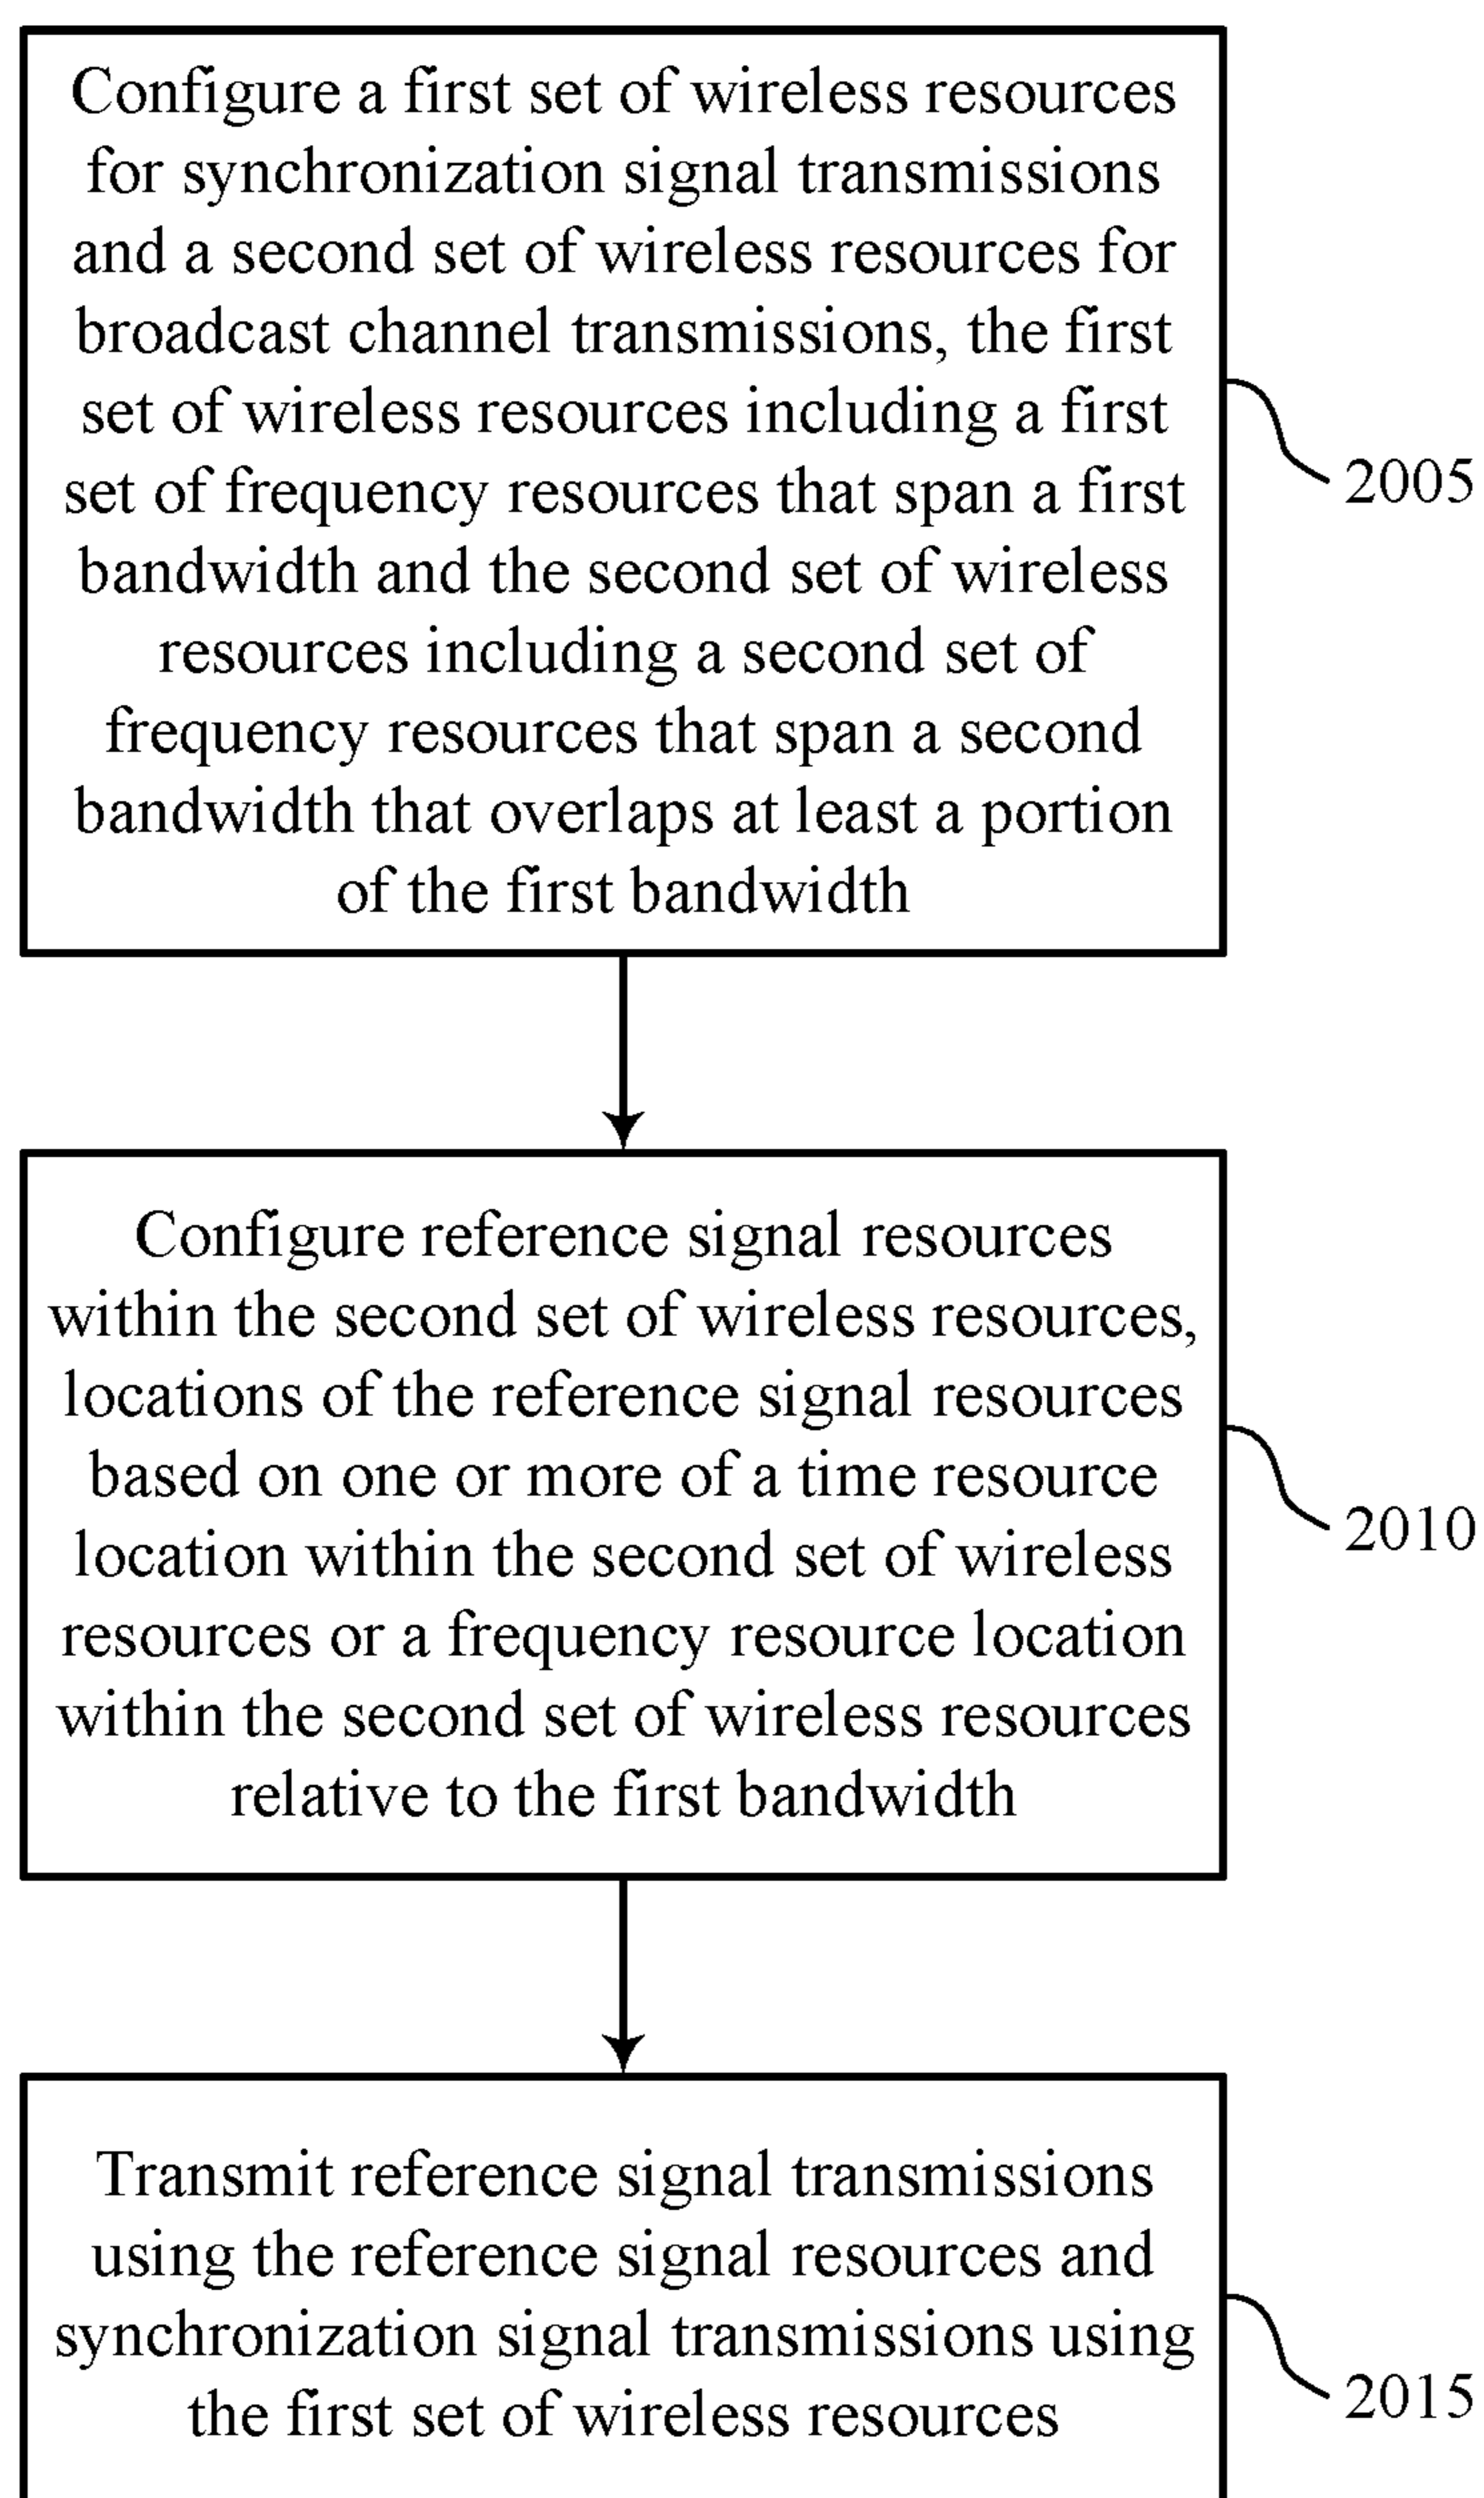 Configure a first set of wireless resources
for synchronization signal transmissions
and a second set of wireless resources for
broadcast channel transmissions, the first
set of wireless resources including a first
set of frequency resources that span a first
bandwidth and the second set of wireless
resources including a second set of
frequency resources that span a second
bandwidth that overlaps at least a portion
of the first bandwidth
2005
Configure reference signal resources
within the second set of wireless resources,
locations of the reference signal resources
based on one or more of a time resource
location within the second set of wireless
resources or a frequency resource location
within the second set of wireless resources
relative to the first bandwidth
2010
Transmit reference signal transmissions
using the reference signal resources and
synchronization signal transmissions using
the first set of wireless resources
2015